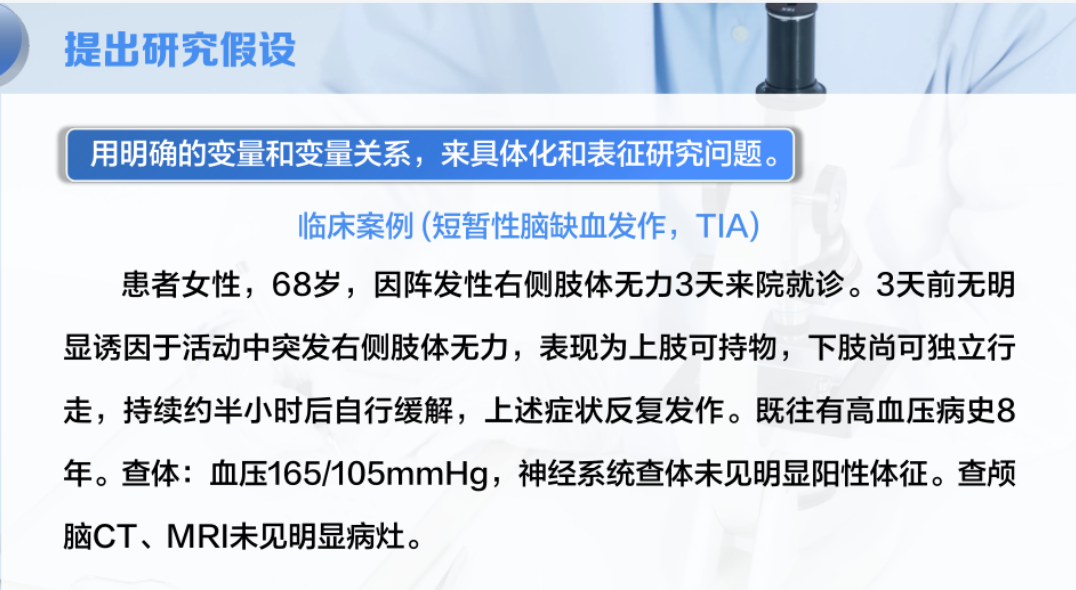 提出研究假设
用明确的变量和变量关系，来具体化和表征研究问题。
临床案例(短暂性脑缺血发作，TIA)
患者女性，68岁，因阵发性右侧肢体无力3天来院就诊。3天前无明
显诱因于活动中突发右侧肢体无力，表现为上肢可持物，下肢尚可独立行
走，持续约半小时后自行缓解，上述症状反复发作。既往有高血压病史8
年。查体：血压165/105mmHg，神经系统查体未见明显阳性体征。查颅
脑CT、MRI未见明显病灶。